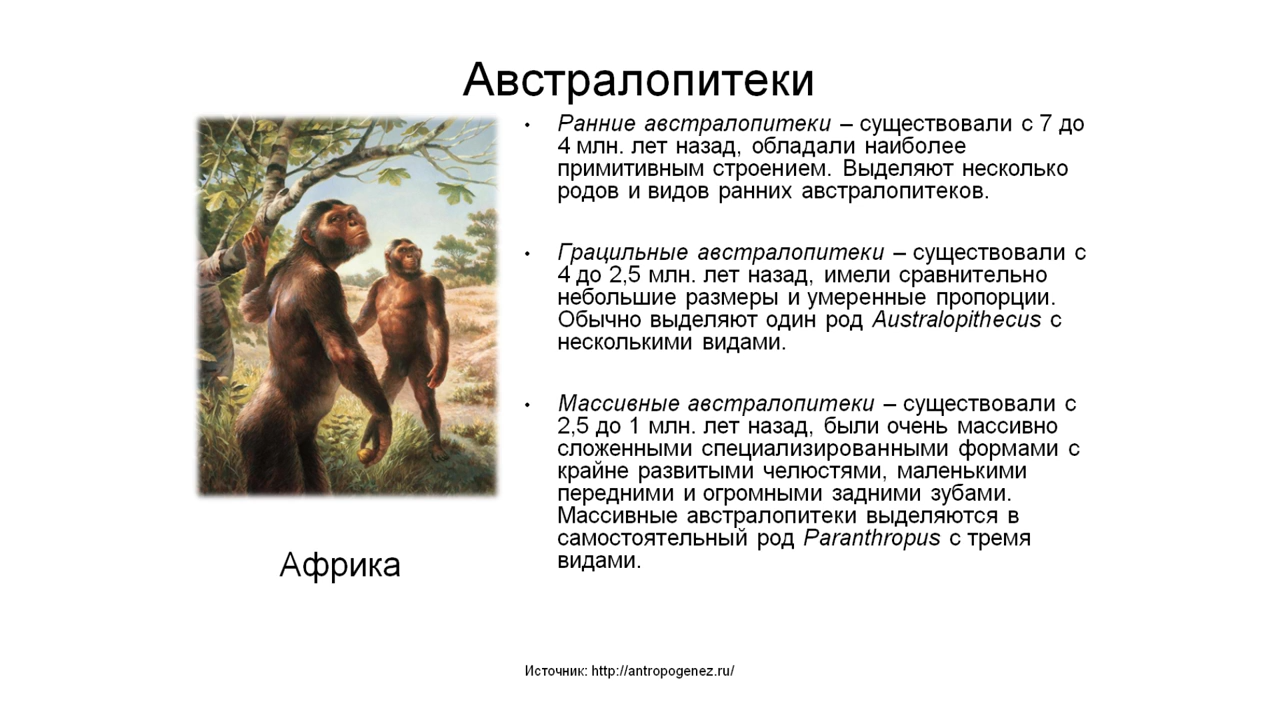 Австралопитеки
• Ранние австралопитеки – существовали с 7 до
4 млн. лет назад, обладали наиболее
примитивным строением. Выделяют несколько
родов и видов ранних австралопитеков.
• Грацильные австралопитеки – существовали с
4 до 2,5 млн. лет назад, имели сравнительно
небольшие размеры и умеренные пропорции.
Обычно выделяют один род Australopithecus с
несколькими видами.
• Массивные австралопитеки – существовали с
2,5 до 1 млн. лет назад, были очень массивно
сложенными специализированными формами с
крайне развитыми челюстями, маленькими
передними и огромными задними зубами.
Массивные австралопитеки выделяются в
самостоятельный род Paranthropus с тремя
видами.
Африка
Источник: http://antropogenez.ru/